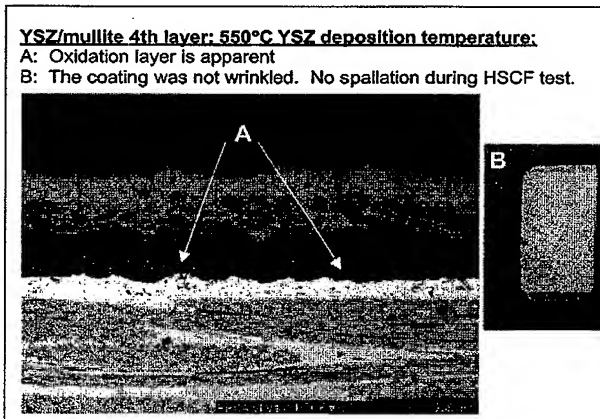 YSZ/mullite 4th layer: 550ºC YSZ deposition temperature:
A: Oxidation layer is apparent
B: The coating was not wrinkled. No spallation during HSCF test.
A
B